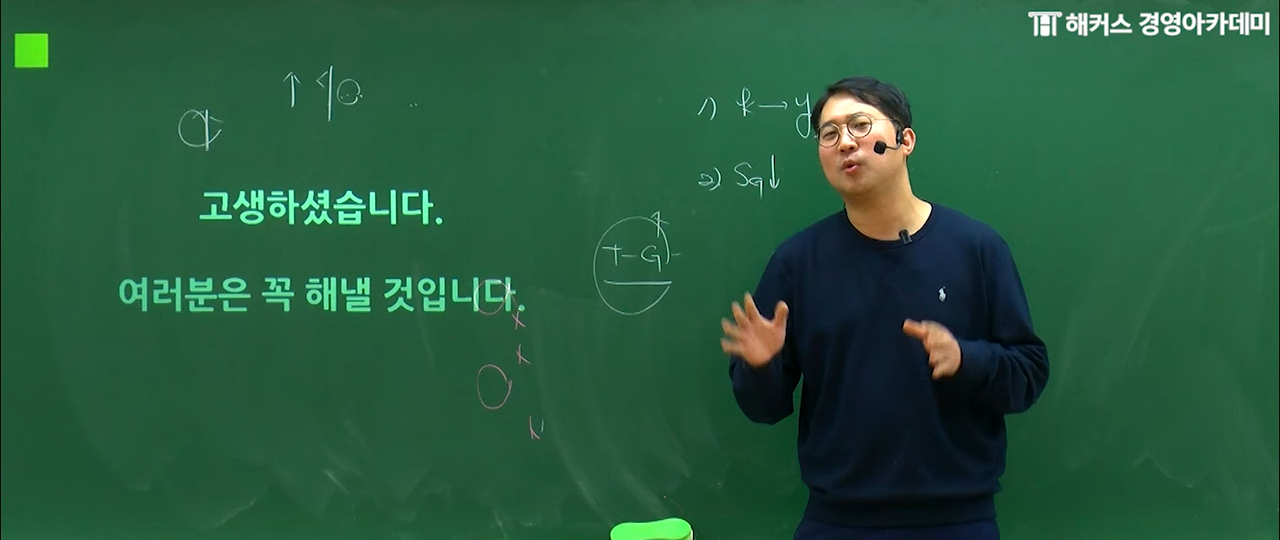 해커스 경영아카데미
고생하셨습니다.
여러분은 꼭 해낼 것입니다.
1) k → y
2) SG↓
T-G